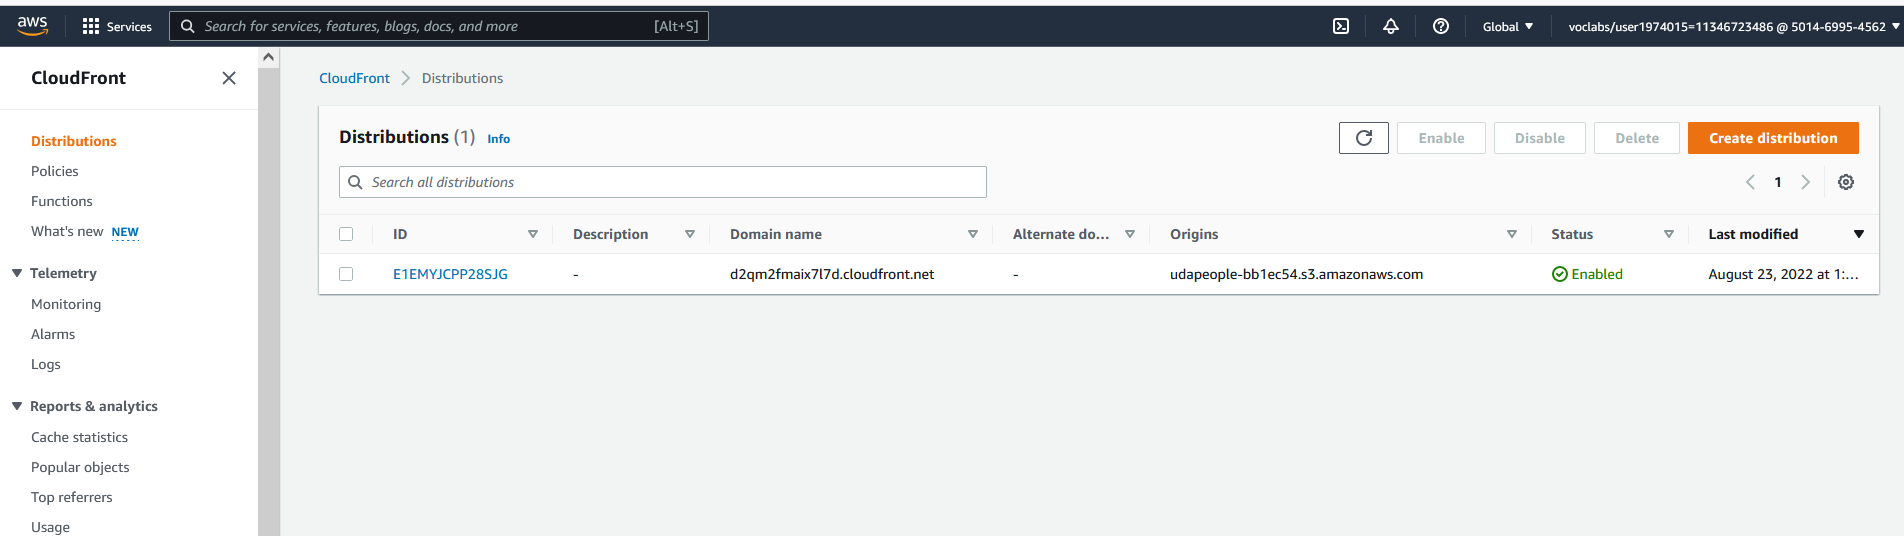 aws Services Search for services, features, blogs, docs, and more [Alt+S] Global voclabs/user1974015=11346723486 @ 5014-6995-4562
CloudFront
Distributions
Policies
Functions
What's new NEW
Telemetry
Monitoring
Alarms
Logs
Reports & analytics
Cache statistics
Popular objects
Top referrers
Usage
CloudFront Distributions
Distributions (1) Info Enable Disable Delete Create distribution
Search all distributions 1
ID Description Domain name Alternate do... Origins Status Last modified
E1EMYJCPP28SJG - d2qm2fmaix7l7d.cloudfront.net - udapeople-bb1ec54.s3.amazonaws.com Enabled August 23, 2022 at 1:...